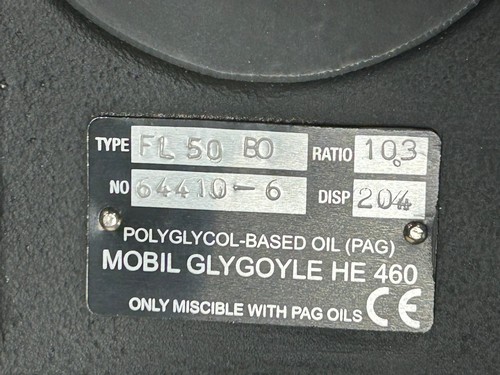 TYPE FL 50 BO RATIO 10.3
NO 64410-6 DISP 204
POLYGLYCOL-BASED OIL (PAG)
MOBIL GLYGOYLE HE 460
ONLY MISCIBLE WITH PAG OILS CE